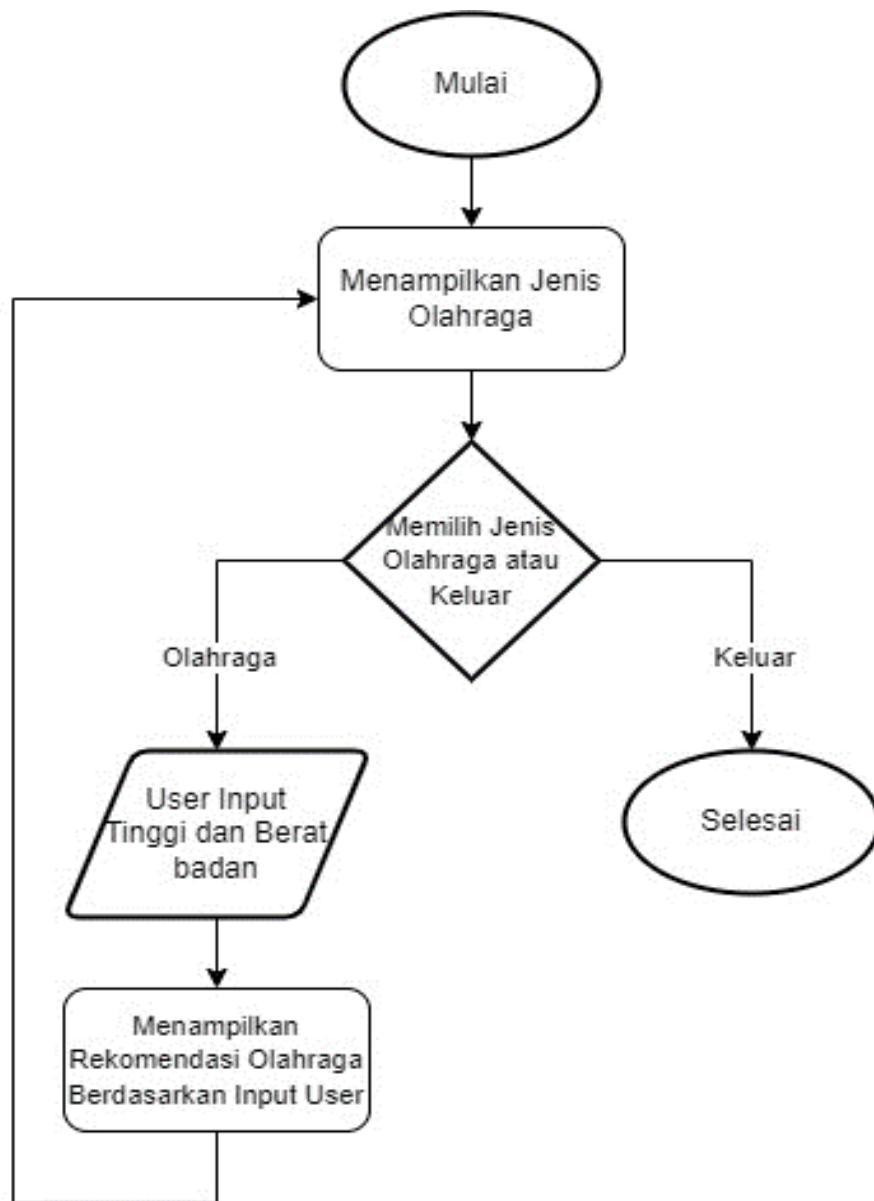 Mulai
Menampilkan Jenis
Olahraga
Memilih Jenis
Olahraga atau
Keluar
Olahraga
Keluar
User Input
Tinggi dan Berat
badan
Selesai
Menampilkan
Rekomendasi Olahraga
Berdasarkan Input User